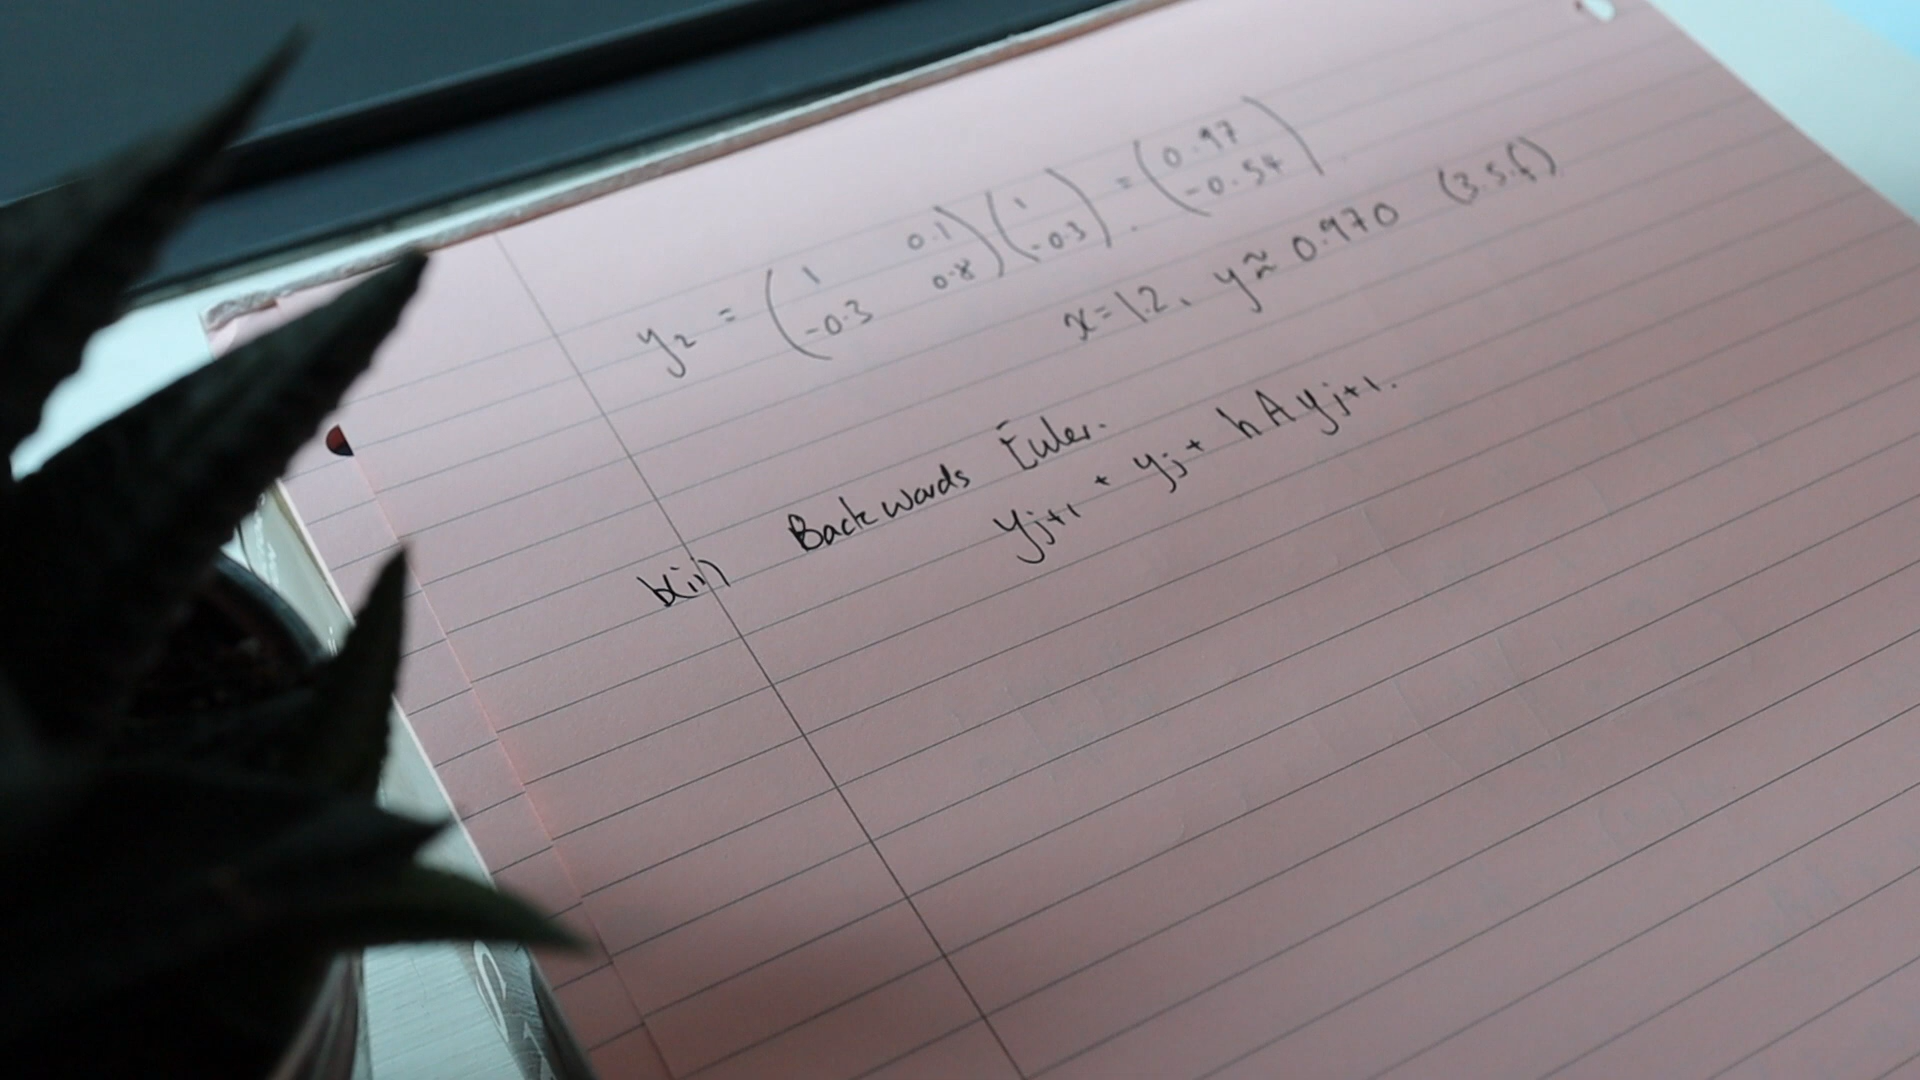 y₂ = ( 1 0.1 ; -0.3 0.8 ) ( 1 ; -0.3 ) = ( 0.97 ; -0.54 )
x = 1.2, y ≈ 0.970 (3.s.f)
b(ii) Backwards Euler.
yⱼ₊₁ + yⱼ + hAyⱼ₊₁.